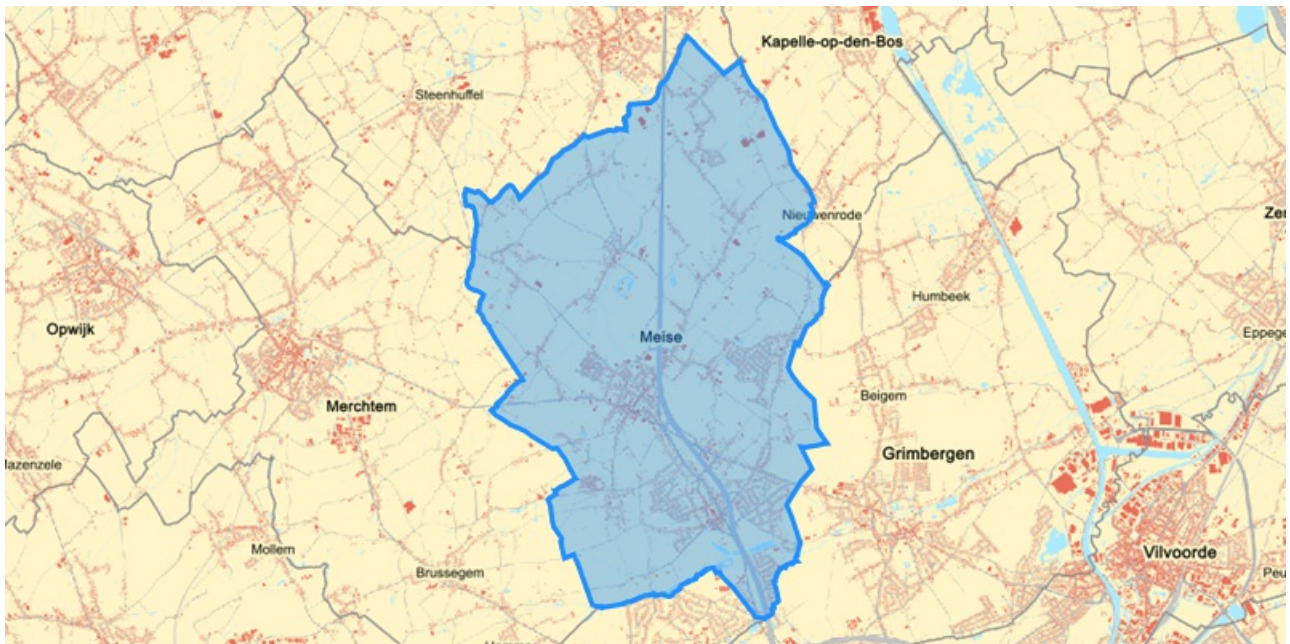 Kapelle-op-den-Bos
Steenhuffel
Nieuwenrode
Humbeek
Opwijk
Meise
Merchtem
Beigem
Grimbergen
Mollem
Brussegem
Vilvoorde